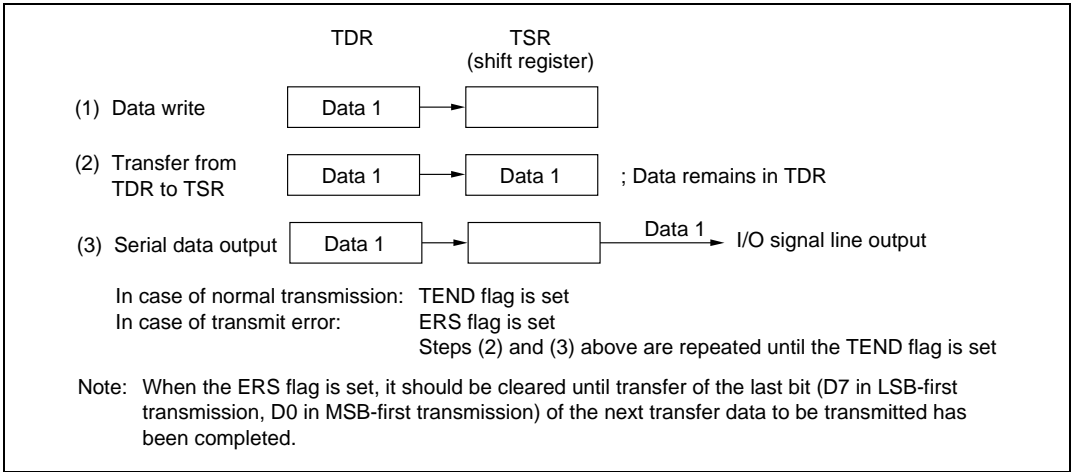 TDR
TSR
(shift register)
(1) Data write
Data 1
(2) Transfer from
TDR to TSR
Data 1
Data 1
; Data remains in TDR
(3) Serial data output
Data 1
Data 1
I/O signal line output
In case of normal transmission: TEND flag is set
In case of transmit error: ERS flag is set
Steps (2) and (3) above are repeated until the TEND flag is set
Note: When the ERS flag is set, it should be cleared until transfer of the last bit (D7 in LSB-first
transmission, D0 in MSB-first transmission) of the next transfer data to be transmitted has
been completed.